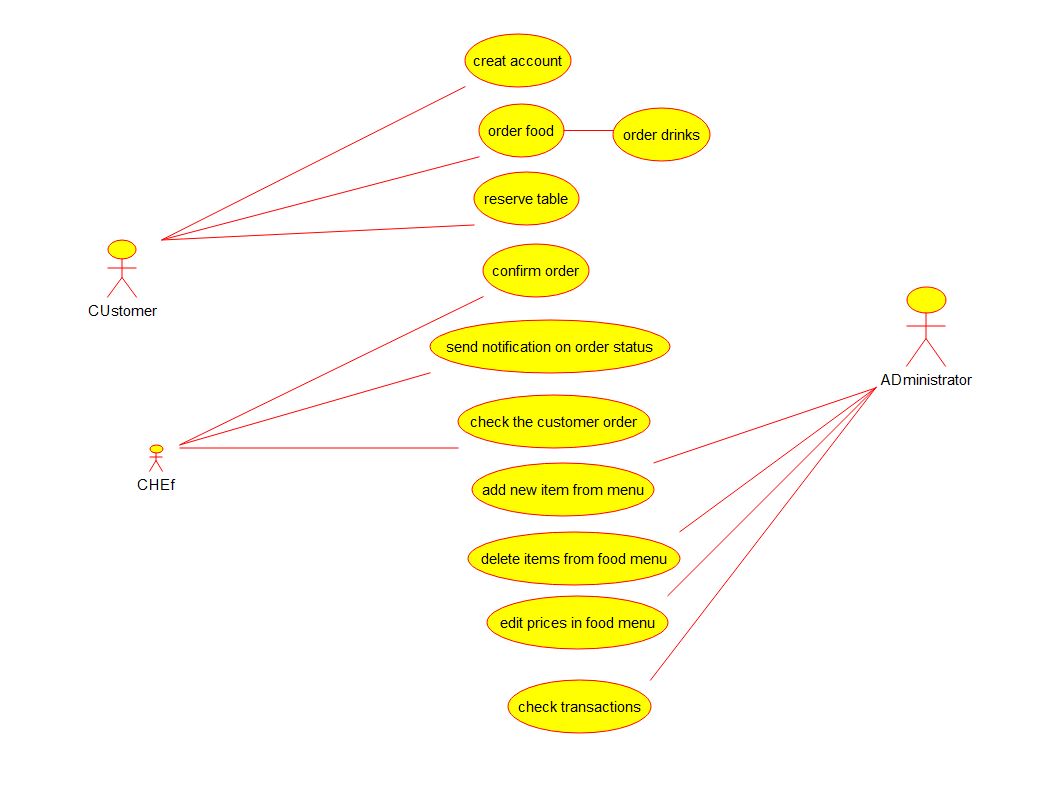 creat account
order food
order drinks
reserve table
confirm order
CUstomer
send notification on order status
ADministrator
check the customer order
CHEf
add new item from menu
delete items from food menu
edit prices in food menu
check transactions